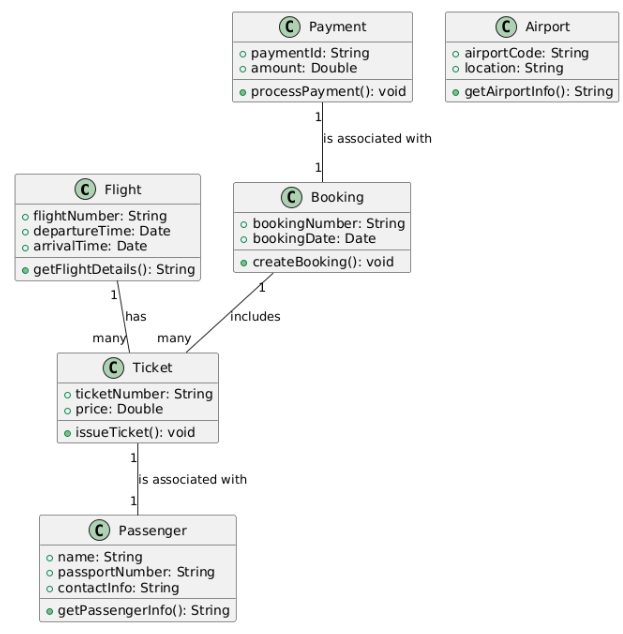 C Payment
paymentId: String
amount: Double
processPayment(): void
C Airport
airportCode: String
location: String
getAirportInfo(): String
1
is associated with
1
C Flight
flightNumber: String
departureTime: Date
arrivalTime: Date
getFlightDetails(): String
C Booking
bookingNumber: String
bookingDate: Date
createBooking(): void
1
has
many
1
includes
many
C Ticket
ticketNumber: String
price: Double
issueTicket(): void
1
is associated with
1
C Passenger
name: String
passportNumber: String
contactInfo: String
getPassengerInfo(): String